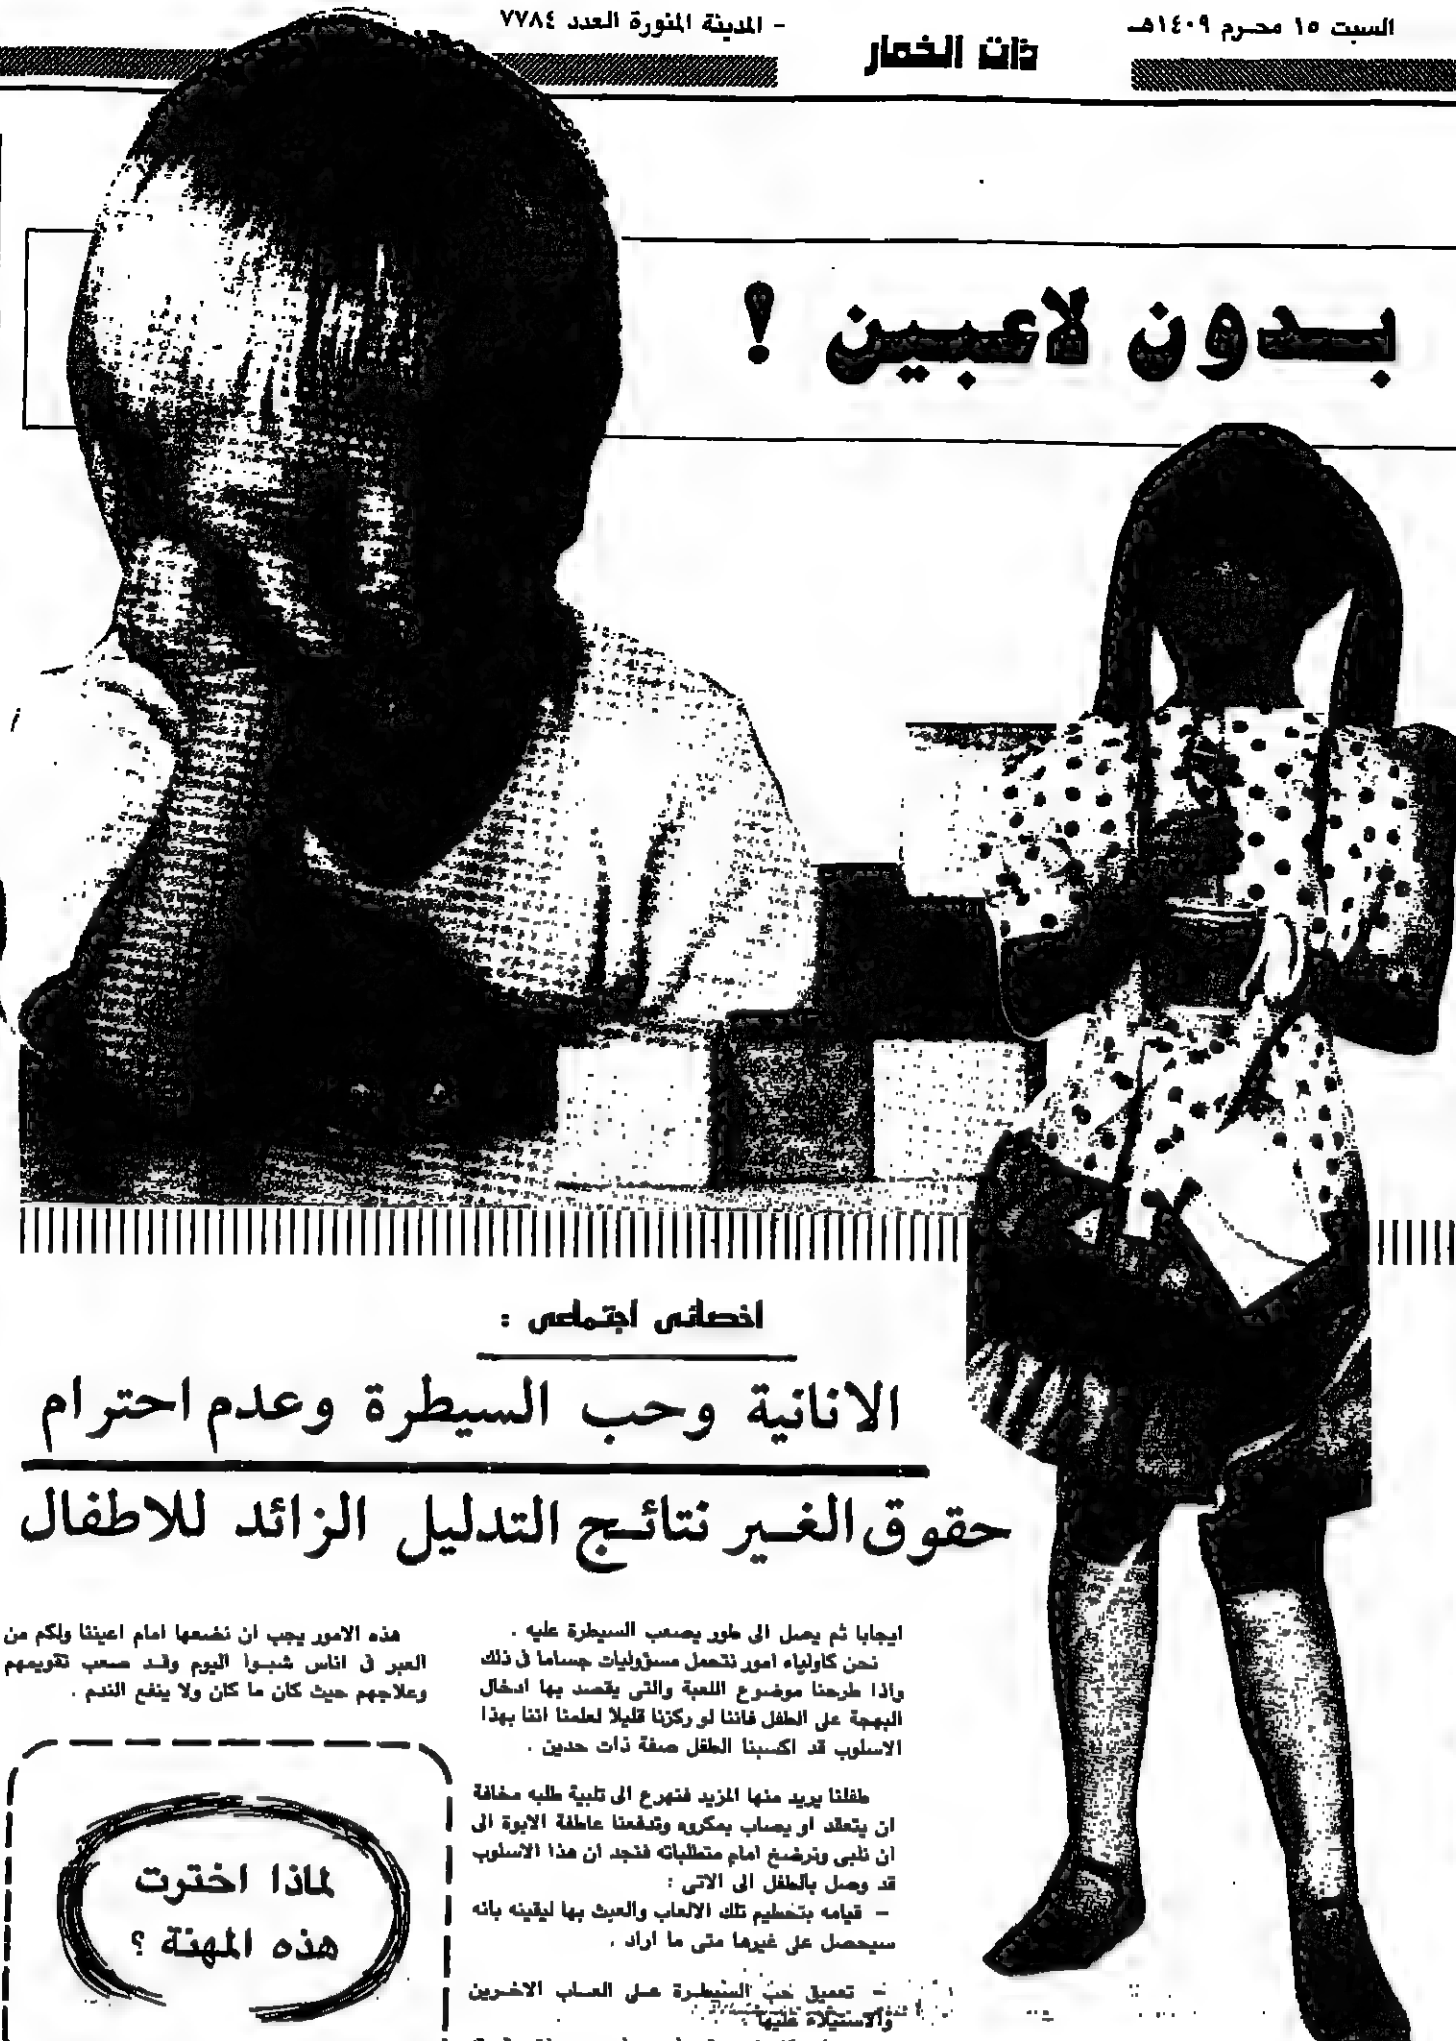 السبت ١٥ محرم ١٤٠٩هـ
ذات الخمار
- المدينة المنورة العدد ٧٧٨٤
بدون لاعبين !
اخصائى اجتماعى :
الانانية وحب السيطرة وعدم احترام
حقوق الغير نتائج التدليل الزائد للاطفال
ايجابا ثم يصل الى طور يصعب السيطرة عليه .
نحن كاولياء امور نتحمل مسؤوليات جساما فى ذلك
واذا طرحنا موضوع اللعبة والتى يقصد بها ادخال
البهجة على الطفل فاننا لو ركزنا قليلا لعلمنا اننا بهذا
الاسلوب قد اكسبنا الطفل صفة ذات حدين .
طفلنا يريد منها المزيد فنهرع الى تلبية طلبه مخافة
ان يتعقد او يصاب بمكروه وتدفعنا عاطفة الابوة الى
ان نلبى ونرضخ امام متطلباته فنجد ان هذا الاسلوب
قد وصل بالطفل الى الاتى :
- قيامه بتحطيم تلك الالعاب والعبث بها ليقينه بانه
سيحصل على غيرها متى ما اراد .
- تعميق حب السيطرة على العاب الاخرين
والاستيلاء عليها .
هذه الامور يجب ان نضعها امام اعيننا ولكم من
العبر فى اناس شبوا اليوم وقد صعب تقويمهم
وعلاجهم حيث كان ما كان ولا ينفع الندم .
لماذا اخترت
هذه المهنة ؟